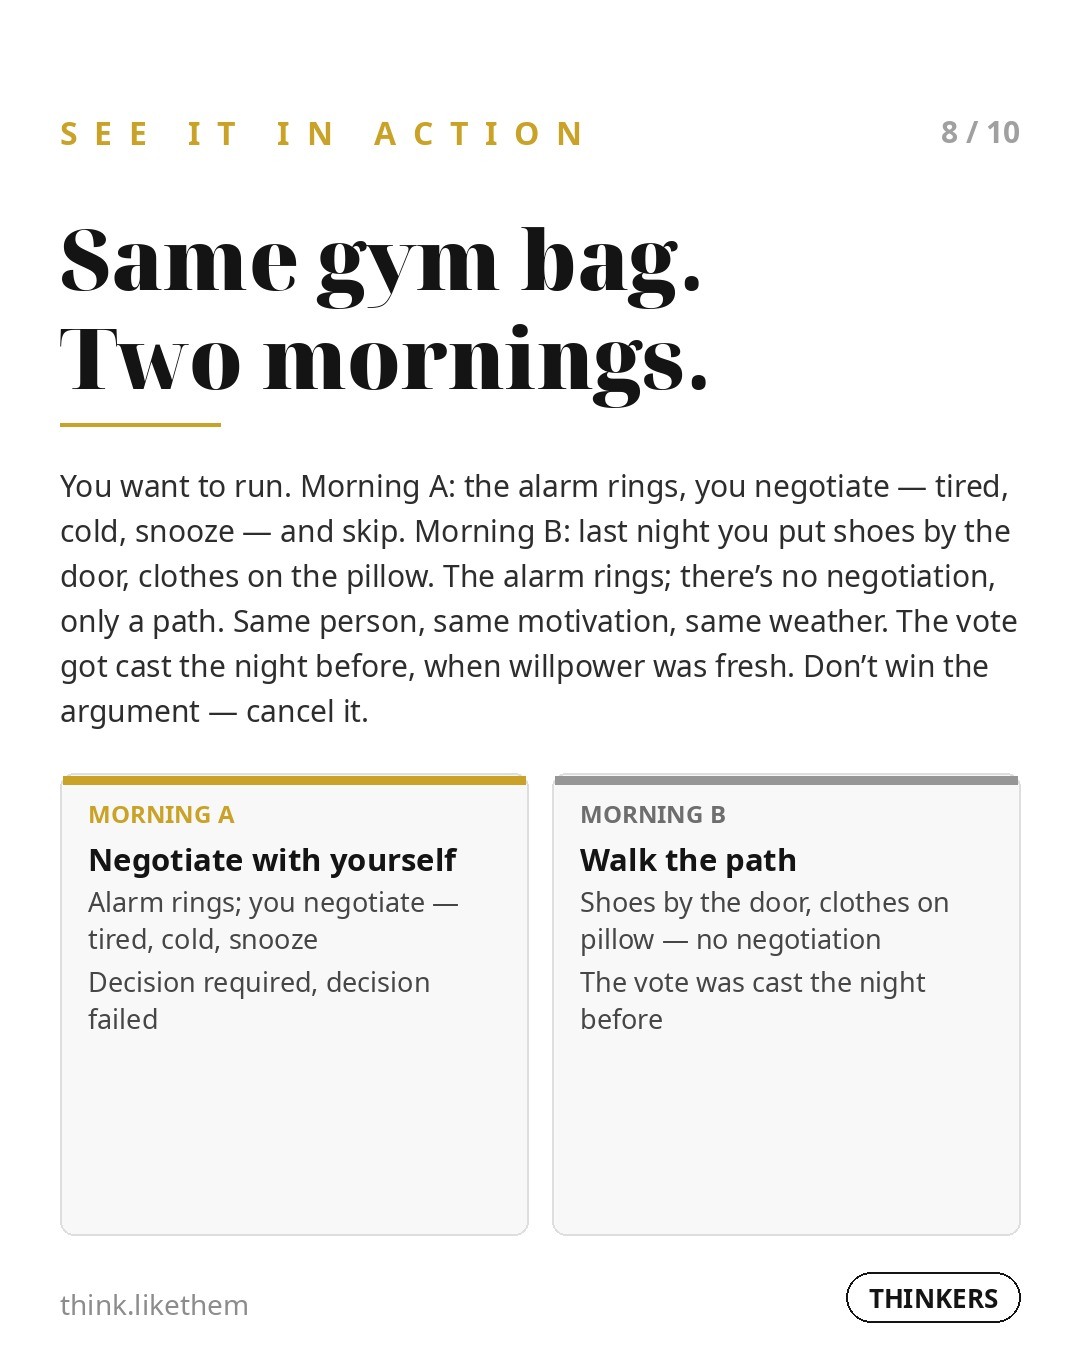 SEE IT IN ACTION
8 / 10
Same gym bag.
Two mornings.
You want to run. Morning A: the alarm rings, you negotiate — tired,
cold, snooze — and skip. Morning B: last night you put shoes by the
door, clothes on the pillow. The alarm rings; there’s no negotiation,
only a path. Same person, same motivation, same weather. The vote
got cast the night before, when willpower was fresh. Don’t win the
argument — cancel it.
MORNING A
Negotiate with yourself
Alarm rings; you negotiate —
tired, cold, snooze
Decision required, decision
failed
MORNING B
Walk the path
Shoes by the door, clothes on
pillow — no negotiation
The vote was cast the night
before
think.likethem
THINKERS